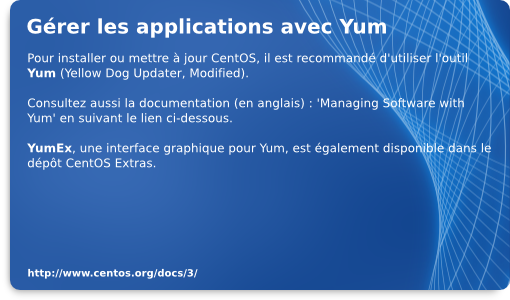 Gérer les applications avec Yum
Pour installer ou mettre à jour CentOS, il est recommandé d'utiliser l'outil
Yum (Yellow Dog Updater, Modified).
Consultez aussi la documentation (en anglais) : 'Managing Software with
Yum' en suivant le lien ci-dessous.
YumEx, une interface graphique pour Yum, est également disponible dans le
dépôt CentOS Extras.
http://www.centos.org/docs/3/